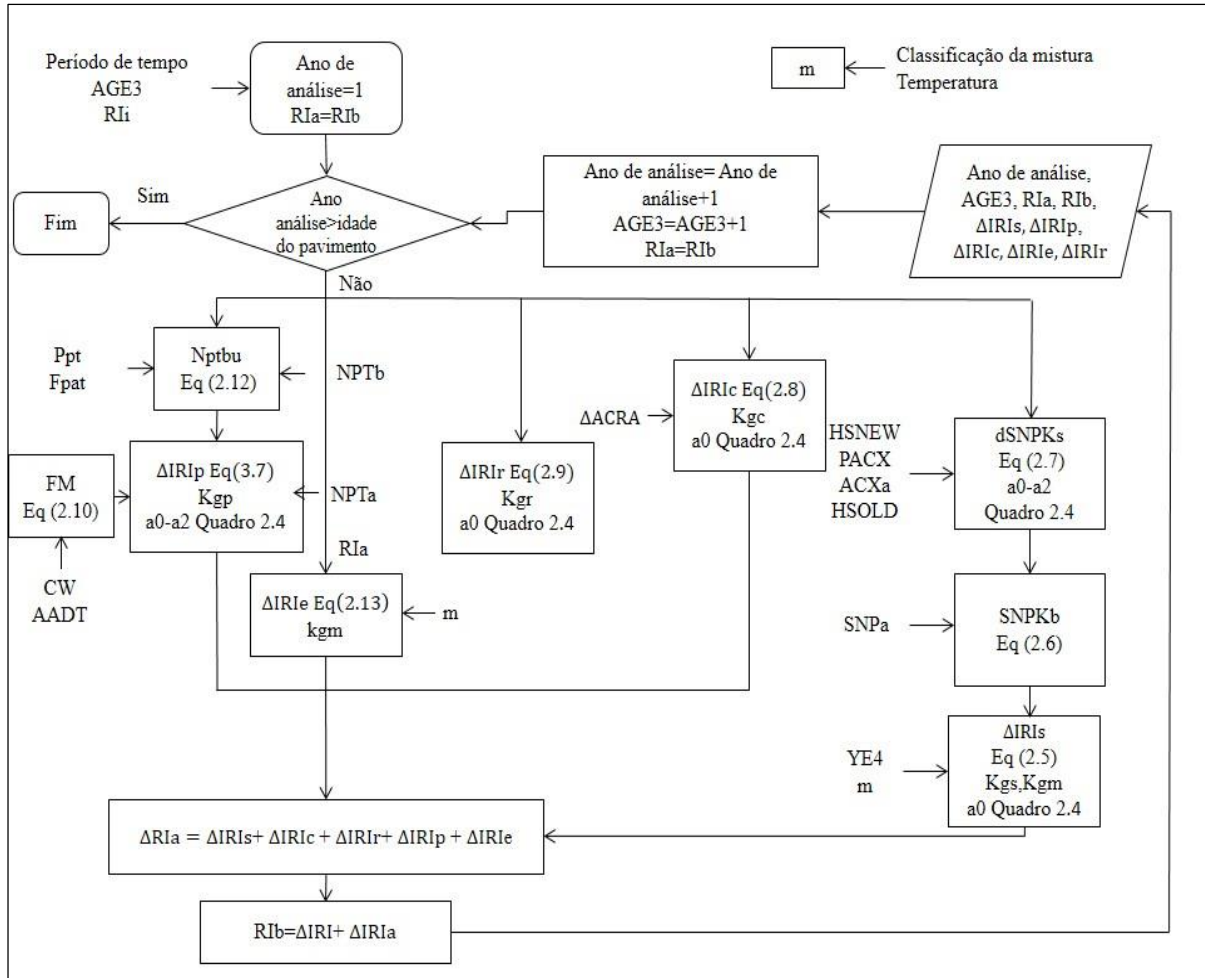 Período de tempo
AGE3
RIi
Ano de
análise=1
RIa=RIb
m
Classificação da mistura
Temperatura
Fim
Sim
Ano
análise>idade
do pavimento
Ano de análise= Ano de
análise+1
AGE3=AGE3+1
RIa=RIb
Ano de análise,
AGE3, RIa, RIb,
ΔIRIs, ΔIRIp,
ΔIRIc, ΔIRIe, ΔIRIr
Não
Ppt
Fpat
Nptbu
Eq (2.12)
NPTb
FM
Eq (2.10)
CW
AADT
ΔIRIp Eq(3.7)
Kgp
a0-a2 Quadro 2.4
NPTa
RIa
ΔIRIe Eq(2.13)
kgm
m
ΔIRIr Eq(2.9)
Kgr
a0 Quadro 2.4
ΔACRA
ΔIRIc Eq(2.8)
Kgc
a0 Quadro 2.4
HSNEW
PACX
ACXa
HSOLD
dSNPKs
Eq (2.7)
a0-a2
Quadro 2.4
SNPa
SNPKb
Eq (2.6)
YE4
m
ΔIRIs
Eq (2.5)
Kgs,Kgm
a0 Quadro 2.4
ΔRIa = ΔIRIs+ ΔIRIc + ΔIRIr+ ΔIRIp + ΔIRIe
RIb=ΔIRI+ ΔIRIa